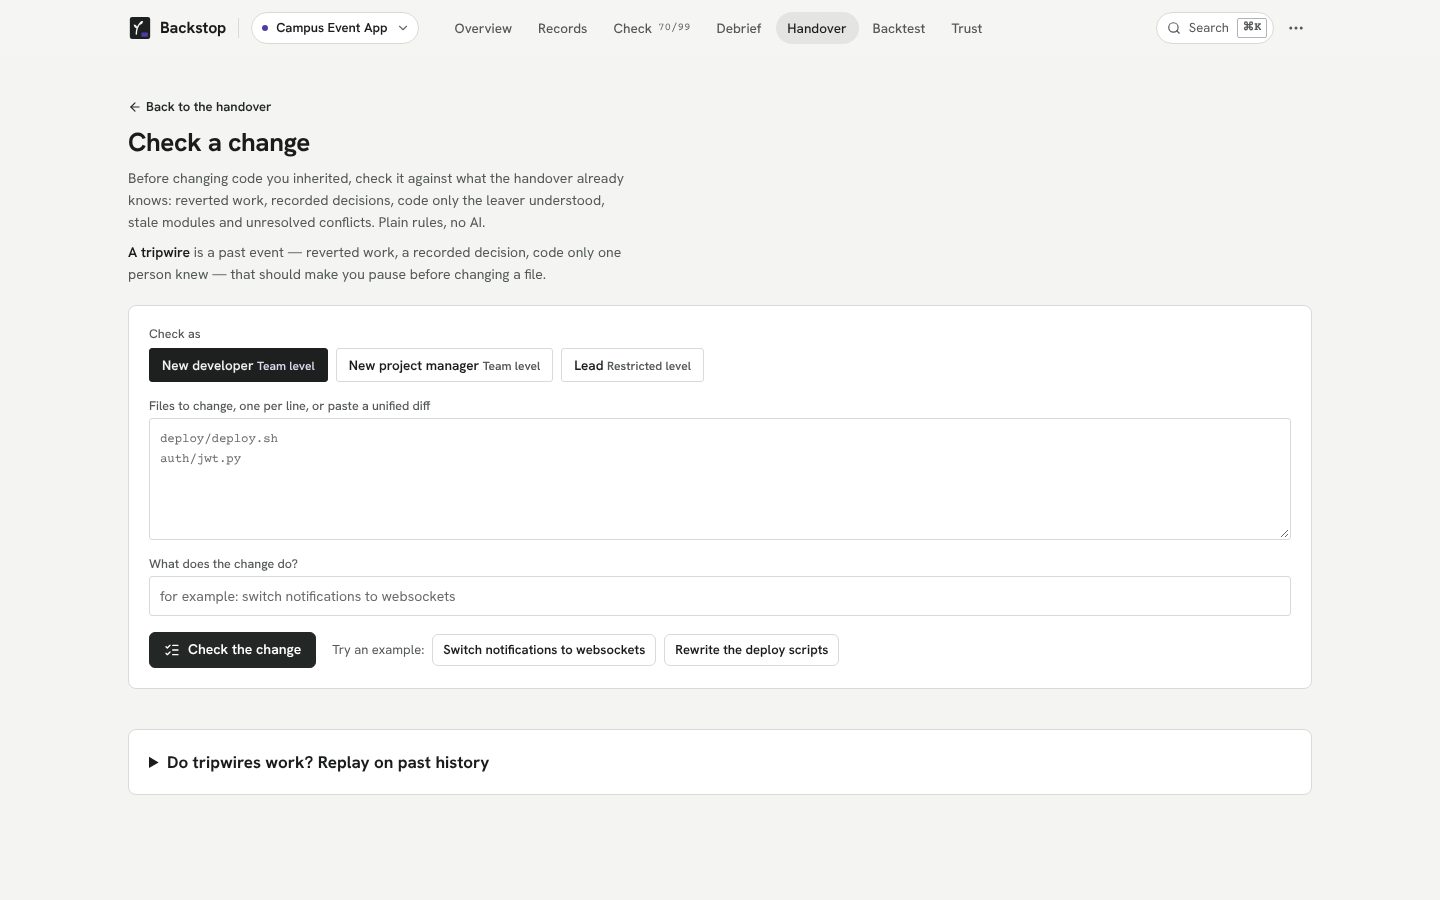 Backstop
Campus Event App
Overview
Records
Check 70/99
Debrief
Handover
Backtest
Trust
Search ⌘K
← Back to the handover
Check a change
Before changing code you inherited, check it against what the handover already
knows: reverted work, recorded decisions, code only the leaver understood,
stale modules and unresolved conflicts. Plain rules, no AI.
A tripwire is a past event — reverted work, a recorded decision, code only one
person knew — that should make you pause before changing a file.
Check as
New developer Team level
New project manager Team level
Lead Restricted level
Files to change, one per line, or paste a unified diff
deploy/deploy.sh
auth/jwt.py
What does the change do?
for example: switch notifications to websockets
Check the change
Try an example:
Switch notifications to websockets
Rewrite the deploy scripts
Do tripwires work? Replay on past history